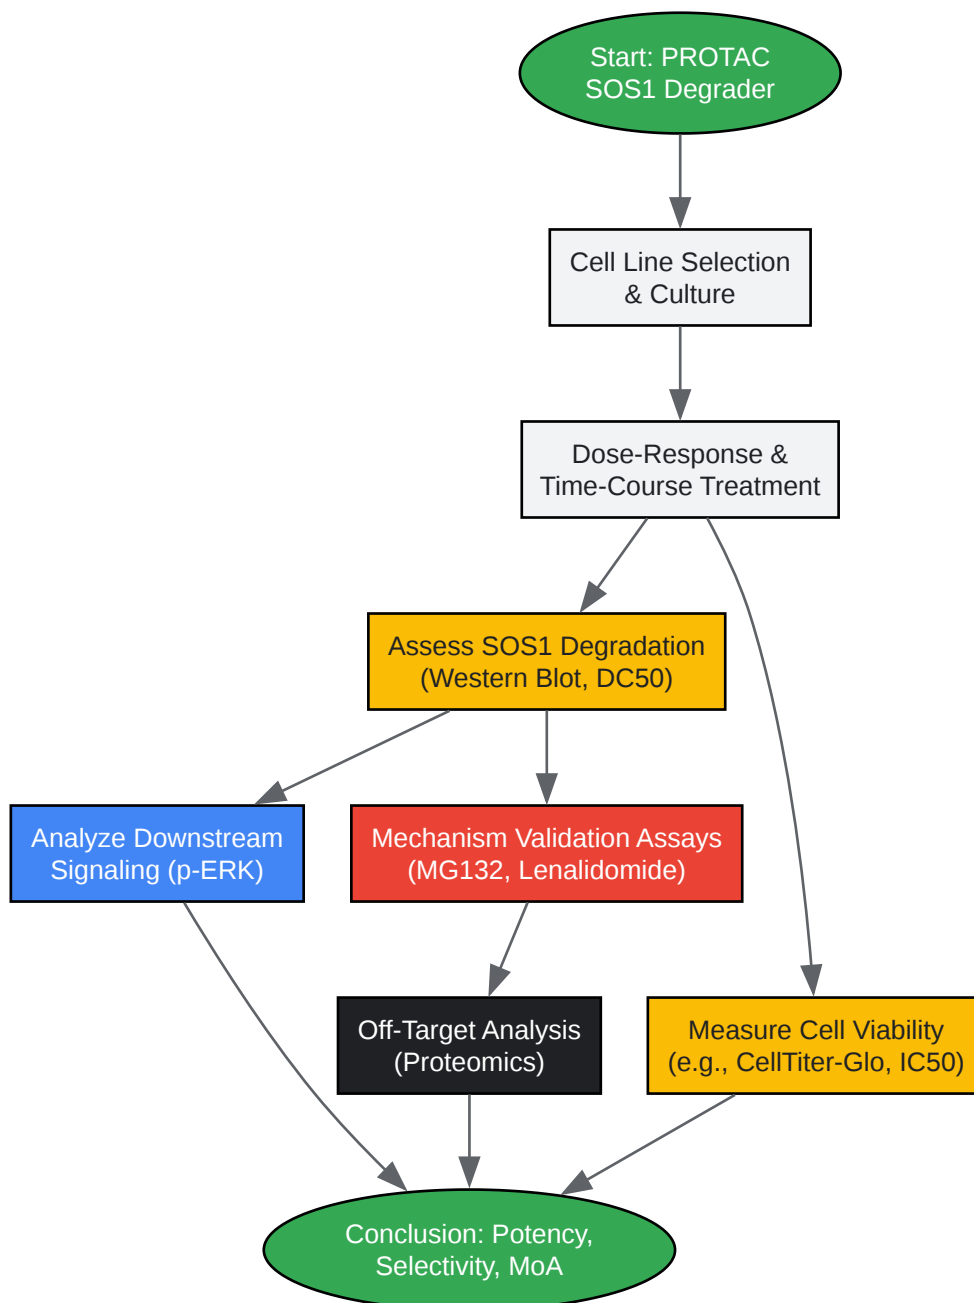 Start: PROTAC
SOS1 Degrader
Cell Line Selection
& Culture
Dose-Response &
Time-Course Treatment
Assess SOS1 Degradation
(Western Blot, DC50)
Analyze Downstream
Signaling (p-ERK)
Mechanism Validation Assays
(MG132, Lenalidomide)
Off-Target Analysis
(Proteomics)
Measure Cell Viability
(e.g., CellTiter-Glo, IC50)
Conclusion: Potency,
Selectivity, MoA